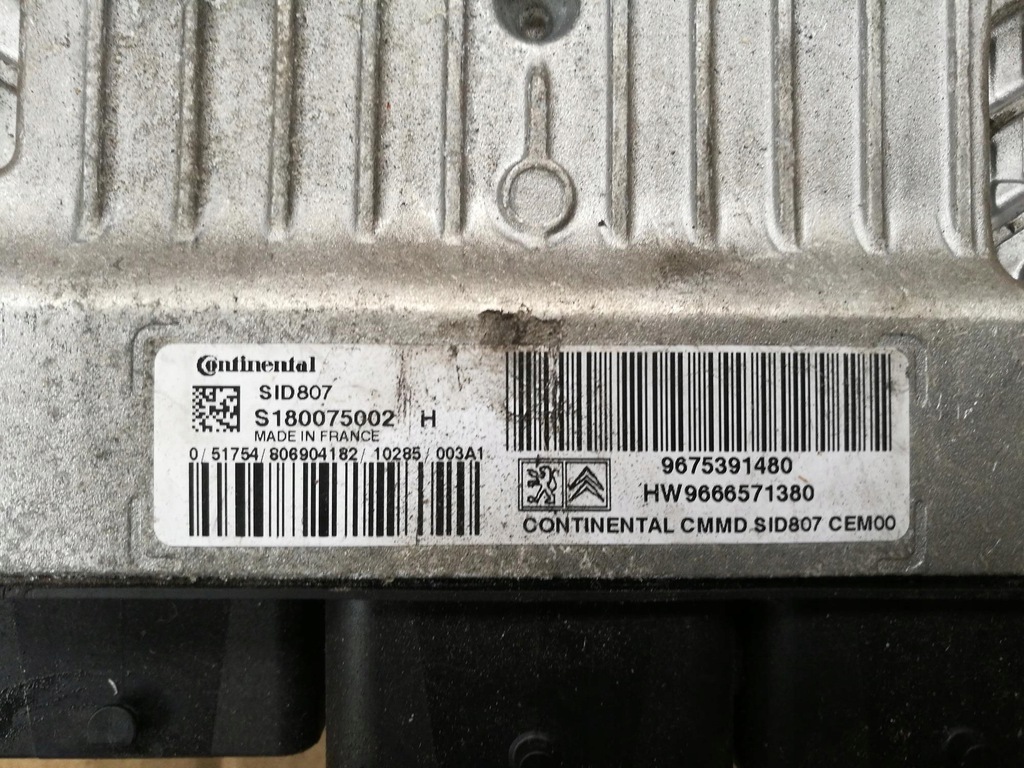 Continental
SID807
S180075002 H
MADE IN FRANCE
0/51754/806904182/10285/003A1
9675391480
HW9666571380
CONTINENTAL CMMD SID807 CEM00